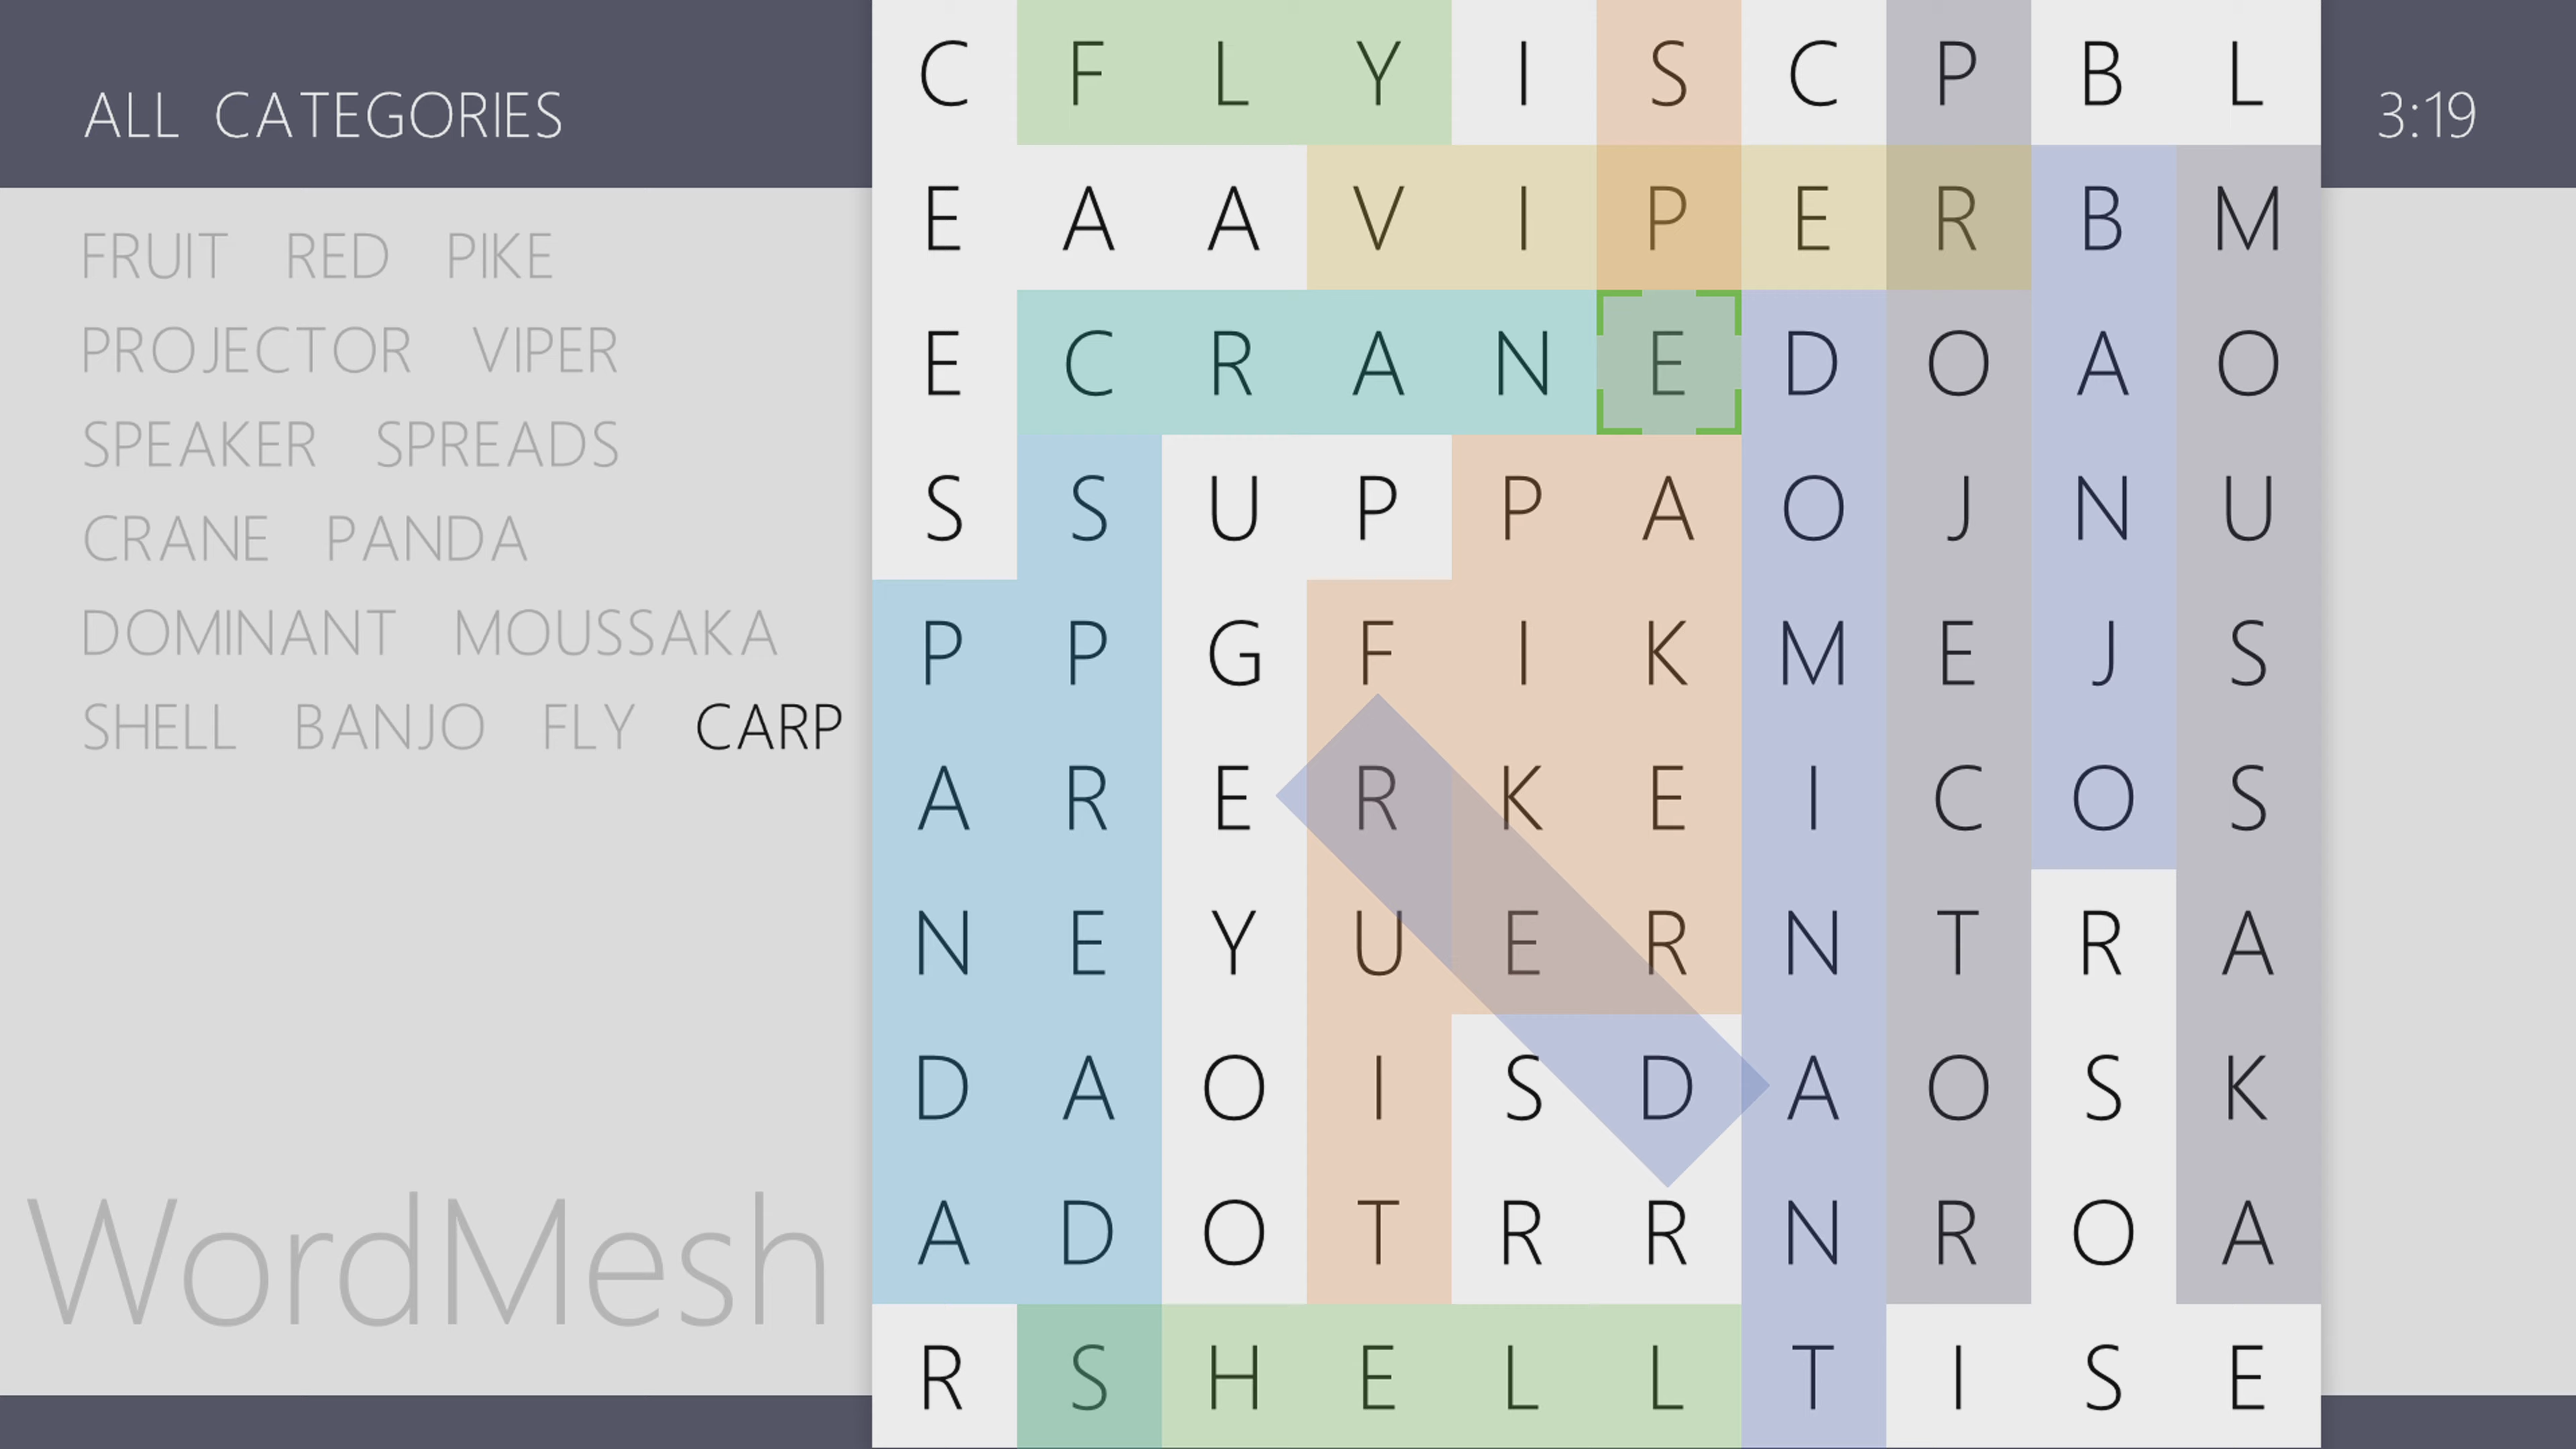 ALL CATEGORIES
3:19
FRUIT RED PIKE
PROJECTOR VIPER
SPEAKER SPREADS
CRANE PANDA
DOMINANT MOUSSAKA
SHELL BANJO FLY CARP
WordMesh
C F L Y I S C P B L
E A A V I P E R B M
E C R A N E D O A O
S S U P P A O J N U
P P G F I K M E J S
A R E R K E I C O S
N E Y U E R N T R A
D A O I S D A O S K
A D O T R R N R O A
R S H E L L T I S E